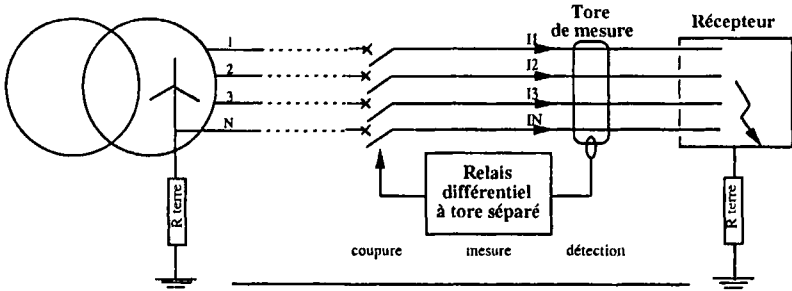 Tore
de mesure
Récepteur
1
I1
2
I2
3
I3
N
IN
Relais
différentiel
à tore séparé
R terre
R terre
coupure
mesure
détection